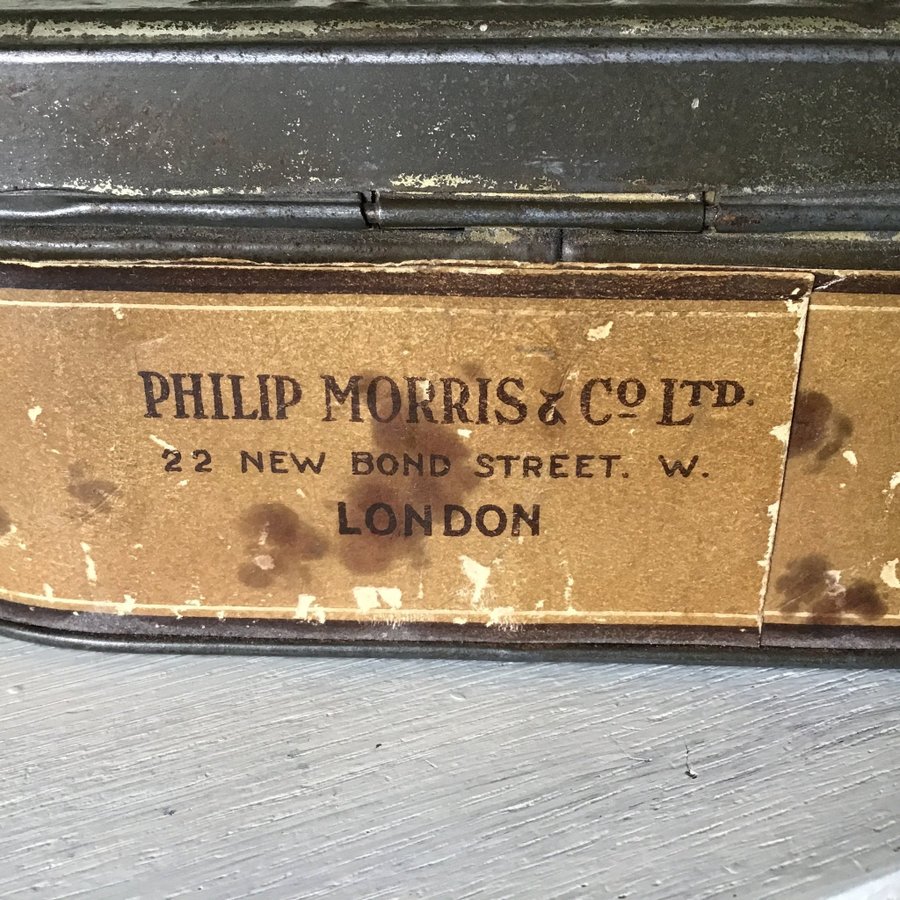 PHILIP MORRIS & CO LTD.
22 NEW BOND STREET. W.
LONDON